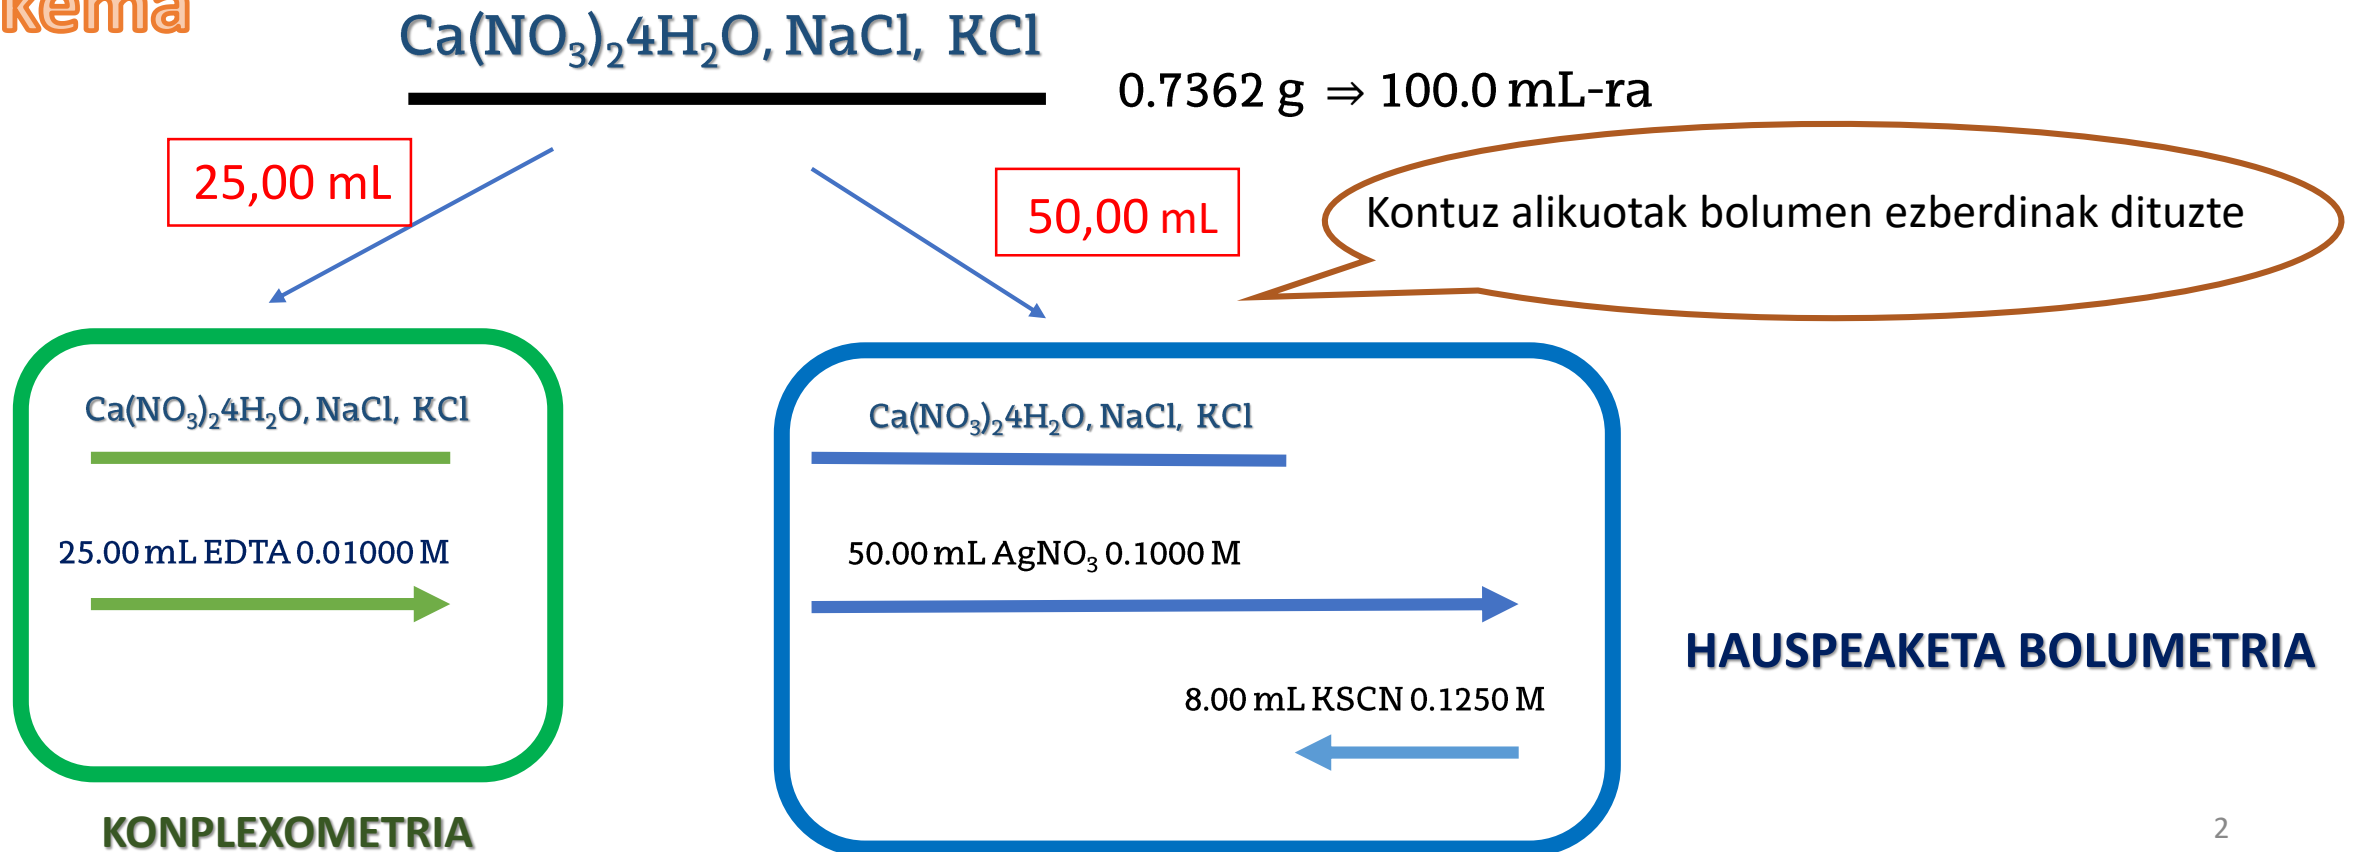 kema
Ca(NO₃)₂4H₂O, NaCl, KCl
0.7362 g ⇒ 100.0 mL-ra
25,00 mL
50,00 mL
Kontuz alikuotak bolumen ezberdinak dituzte
Ca(NO₃)₂4H₂O, NaCl, KCl
25.00 mL EDTA 0.01000 M
KONPLEXOMETRIA
Ca(NO₃)₂4H₂O, NaCl, KCl
50.00 mL AgNO₃ 0.1000 M
8.00 mL KSCN 0.1250 M
HAUSPEAKETA BOLUMETRIA
2